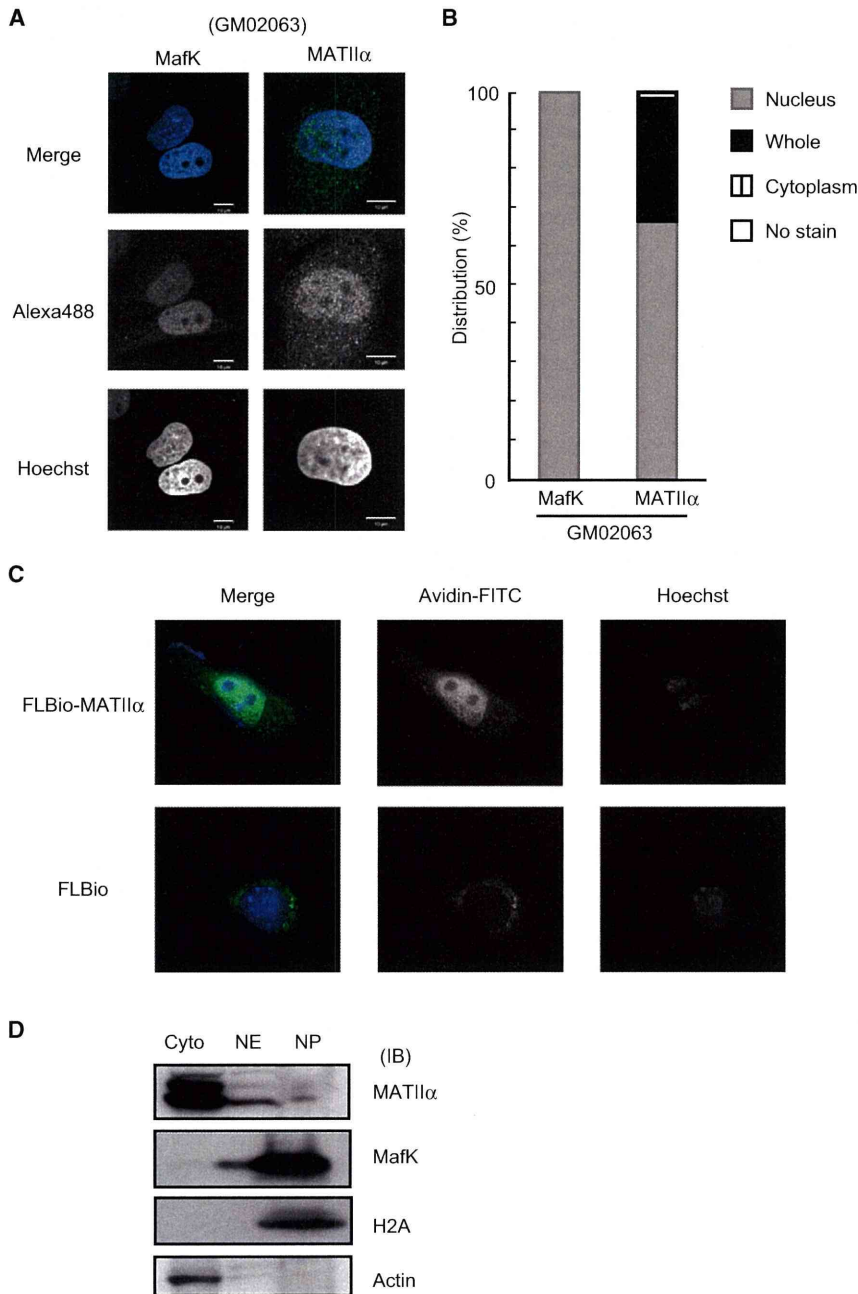 A
(GM02063)
MafK
MATIIα
Merge
Alexa488
Hoechst
B
100
50
0
Distribution (%)
MafK
MATIIα
GM02063
Nucleus
Whole
Cytoplasm
No stain
C
Merge
Avidin-FITC
Hoechst
FLBio-MATIIα
FLBio
D
Cyto NE NP
(IB)
MATIIα
MafK
H2A
Actin